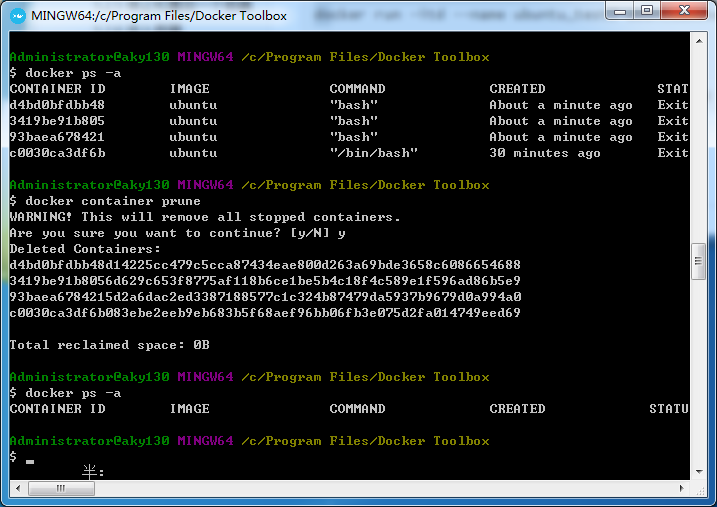 MINGW64:/c/Program Files/Docker Toolbox
Administrator@aky130 MINGW64 /c/Program Files/Docker Toolbox
$ docker ps -a
CONTAINER ID IMAGE COMMAND CREATED STAT
d4bd0bfdbb48 ubuntu "bash" About a minute ago Exit
3419be91b805 ubuntu "bash" About a minute ago Exit
93baea678421 ubuntu "bash" About a minute ago Exit
c0030ca3df6b ubuntu "/bin/bash" 30 minutes ago Exit
Administrator@aky130 MINGW64 /c/Program Files/Docker Toolbox
$ docker container prune
WARNING! This will remove all stopped containers.
Are you sure you want to continue? [y/N] y
Deleted Containers:
d4bd0bfdbb48d14225cc479c5cca87434eae800d263a69bde3658c6086654688
3419be91b8056d629c653f8775af118b6ce1be5b4c18f4c589e1f596ad86b5e9
93baea6784215d2a6dac2ed3387188577c1c324b87479da5937b9679d0a994a0
c0030ca3df6b083ebe2eeb9eb683b5f68aef96bb06fb3e075d2fa014749eed69
Total reclaimed space: 0B
Administrator@aky130 MINGW64 /c/Program Files/Docker Toolbox
$ docker ps -a
CONTAINER ID IMAGE COMMAND CREATED STATU
Administrator@aky130 MINGW64 /c/Program Files/Docker Toolbox
$
半: